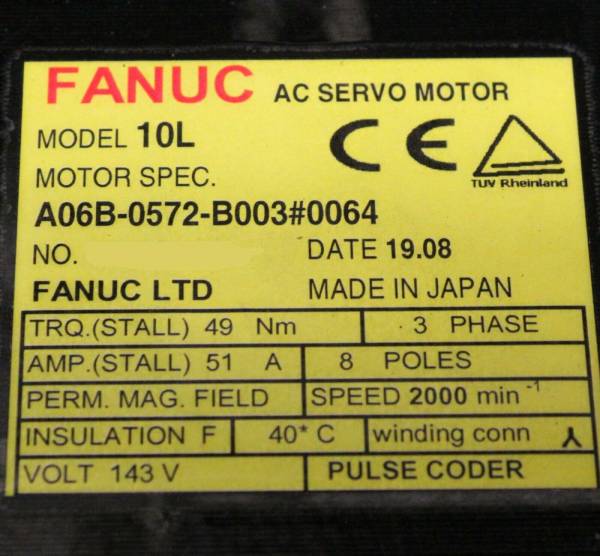 FANUC AC SERVO MOTOR
MODEL 10L
MOTOR SPEC.
A06B-0572-B003#0064
NO. DATE 19.08
FANUC LTD MADE IN JAPAN
CE
TUV Rheinland
TRQ.(STALL) 49 Nm 3 PHASE
AMP.(STALL) 51 A 8 POLES
PERM. MAG. FIELD SPEED 2000 min⁻¹
INSULATION F 40° C winding conn
VOLT 143 V PULSE CODER